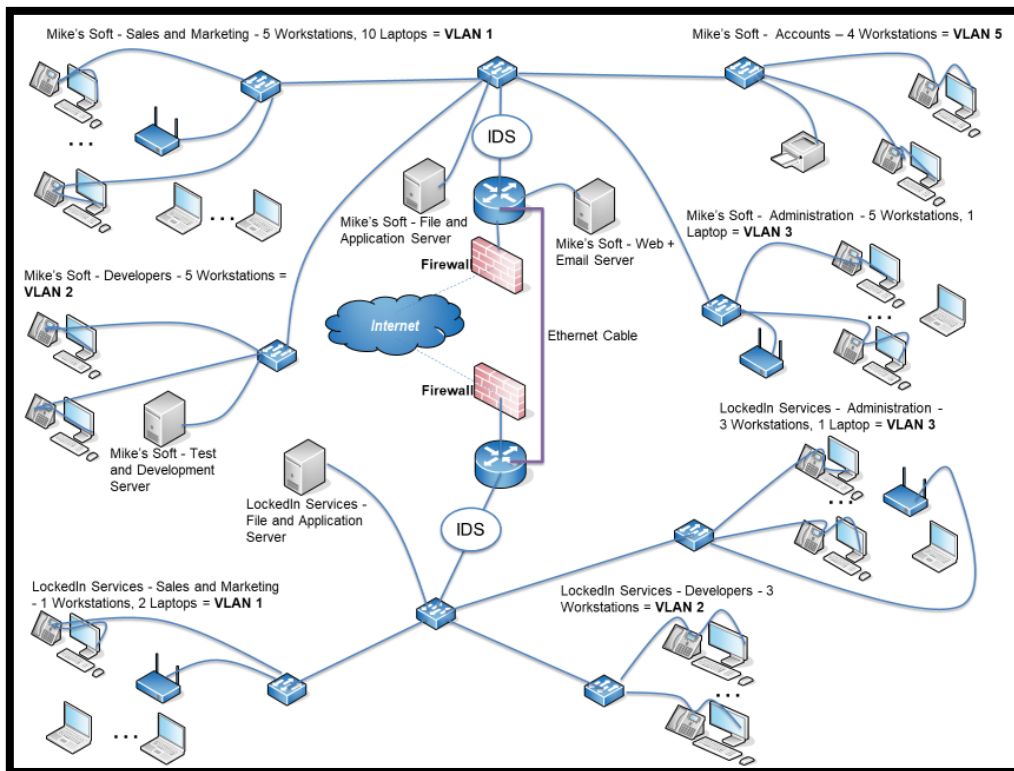 Mike's Soft - Sales and Marketing - 5 Workstations, 10 Laptops = VLAN 1
Mike's Soft - Accounts – 4 Workstations = VLAN 5
...
IDS
Mike's Soft - File and
Application Server
Mike's Soft - Web +
Email Server
Mike's Soft - Administration - 5 Workstations, 1
Laptop = VLAN 3
...
...
Firewall
Mike's Soft - Developers - 5 Workstations =
VLAN 2
Internet
Ethernet Cable
Firewall
Mike's Soft - Test
and Development
Server
LockedIn Services -
File and Application
Server
LockedIn Services - Administration -
3 Workstations, 1 Laptop = VLAN 3
...
IDS
LockedIn Services - Sales and Marketing
- 1 Workstations, 2 Laptops = VLAN 1
LockedIn Services - Developers - 3
Workstations = VLAN 2
...
...